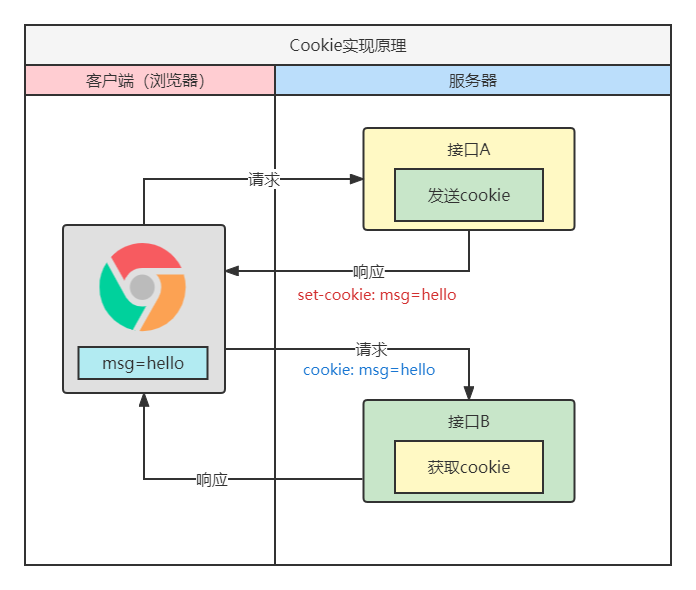 Cookie实现原理
客户端（浏览器）
服务器
接口A
发送cookie
请求
响应
set-cookie: msg=hello
msg=hello
请求
cookie: msg=hello
接口B
获取cookie
响应